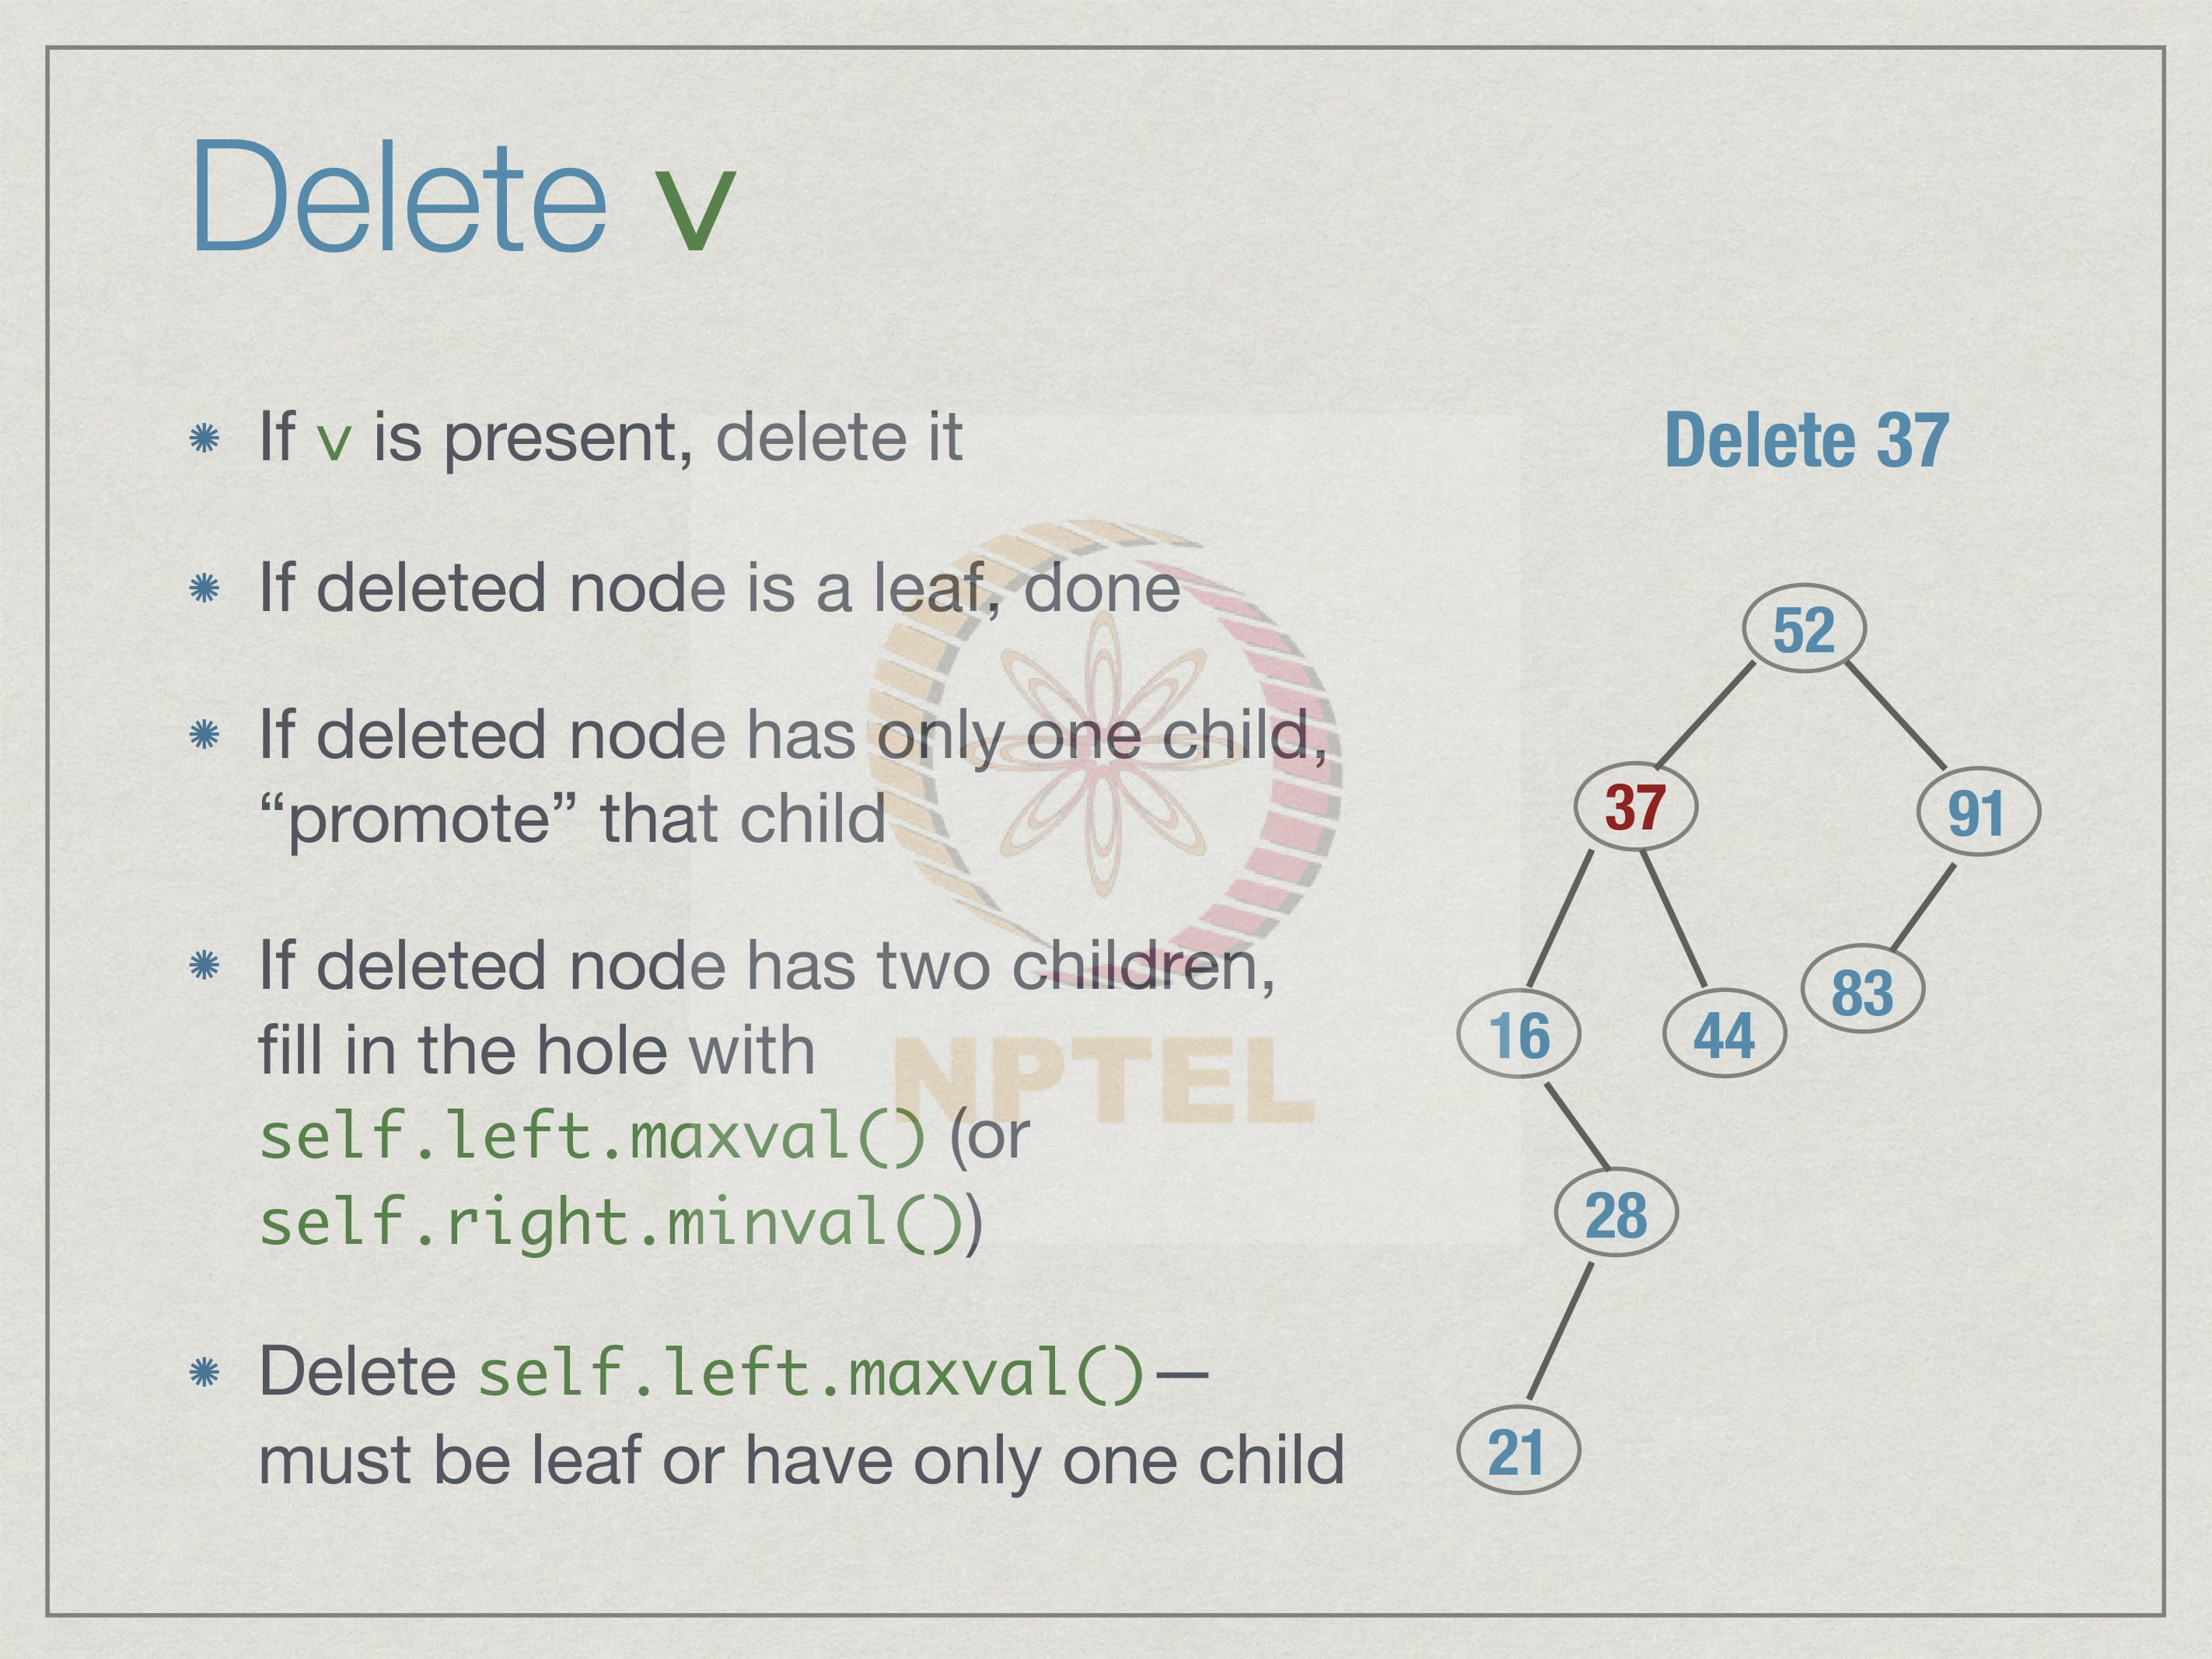 Delete v
If v is present, delete it
If deleted node is a leaf, done
If deleted node has only one child,
“promote” that child
If deleted node has two children,
fill in the hole with
self.left.maxval() (or
self.right.minval())
Delete self.left.maxval()—
must be leaf or have only one child
Delete 37
52
37
91
16
44
83
28
21
NPTEL